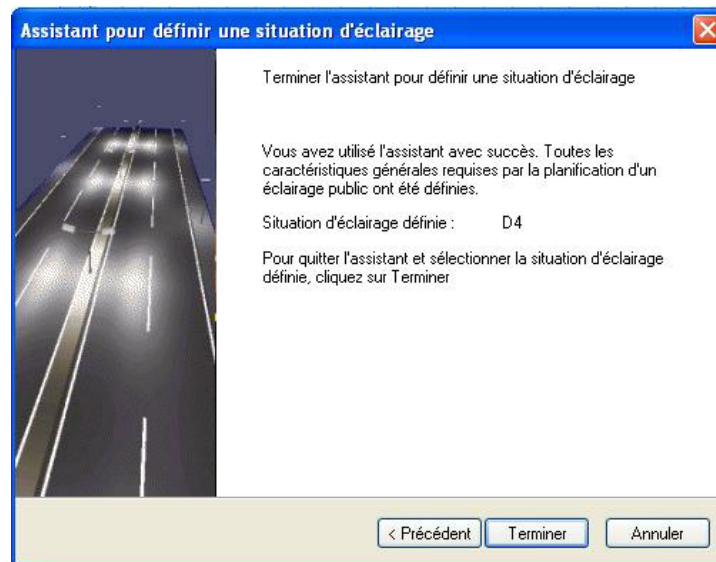 Assistant pour définir une situation d'éclairage
Terminer l'assistant pour définir une situation d'éclairage
Vous avez utilisé l'assistant avec succès. Toutes les
caractéristiques générales requises par la planification d'un
éclairage public ont été définies.
Situation d'éclairage définie : D4
Pour quitter l'assistant et sélectionner la situation d'éclairage
définie, cliquez sur Terminer
< Précédent Terminer Annuler